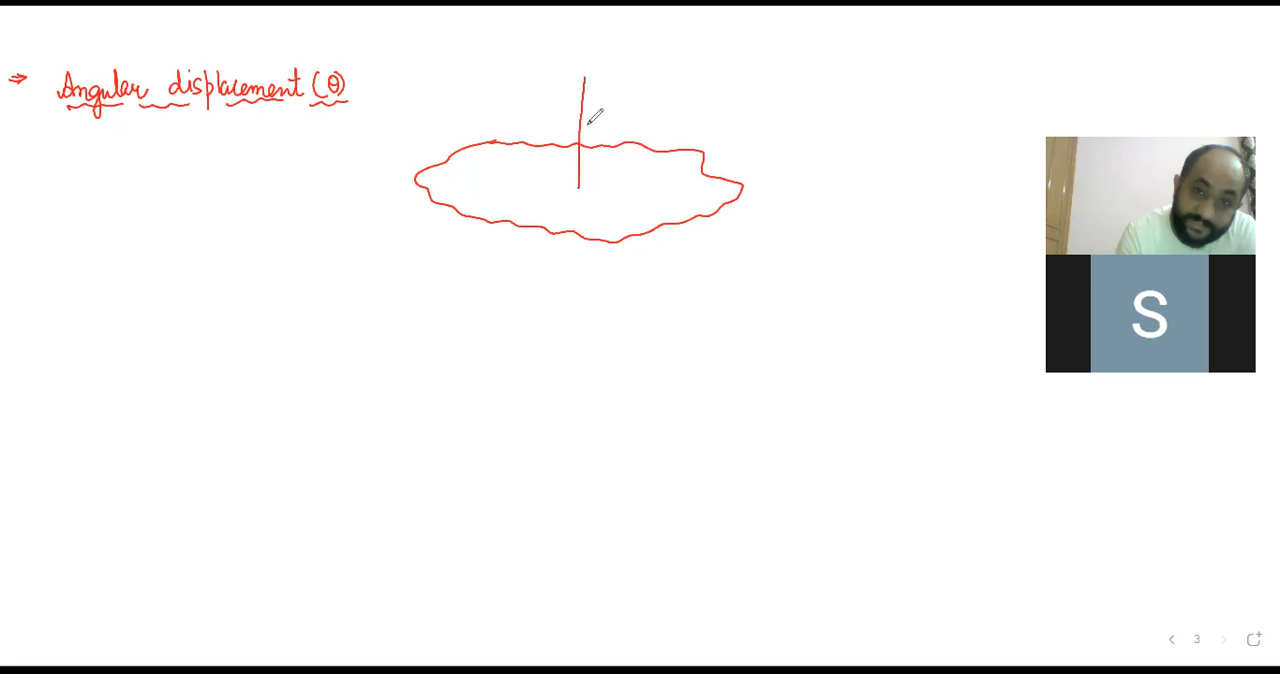 ⇒ Angular displacement (θ)
S
3